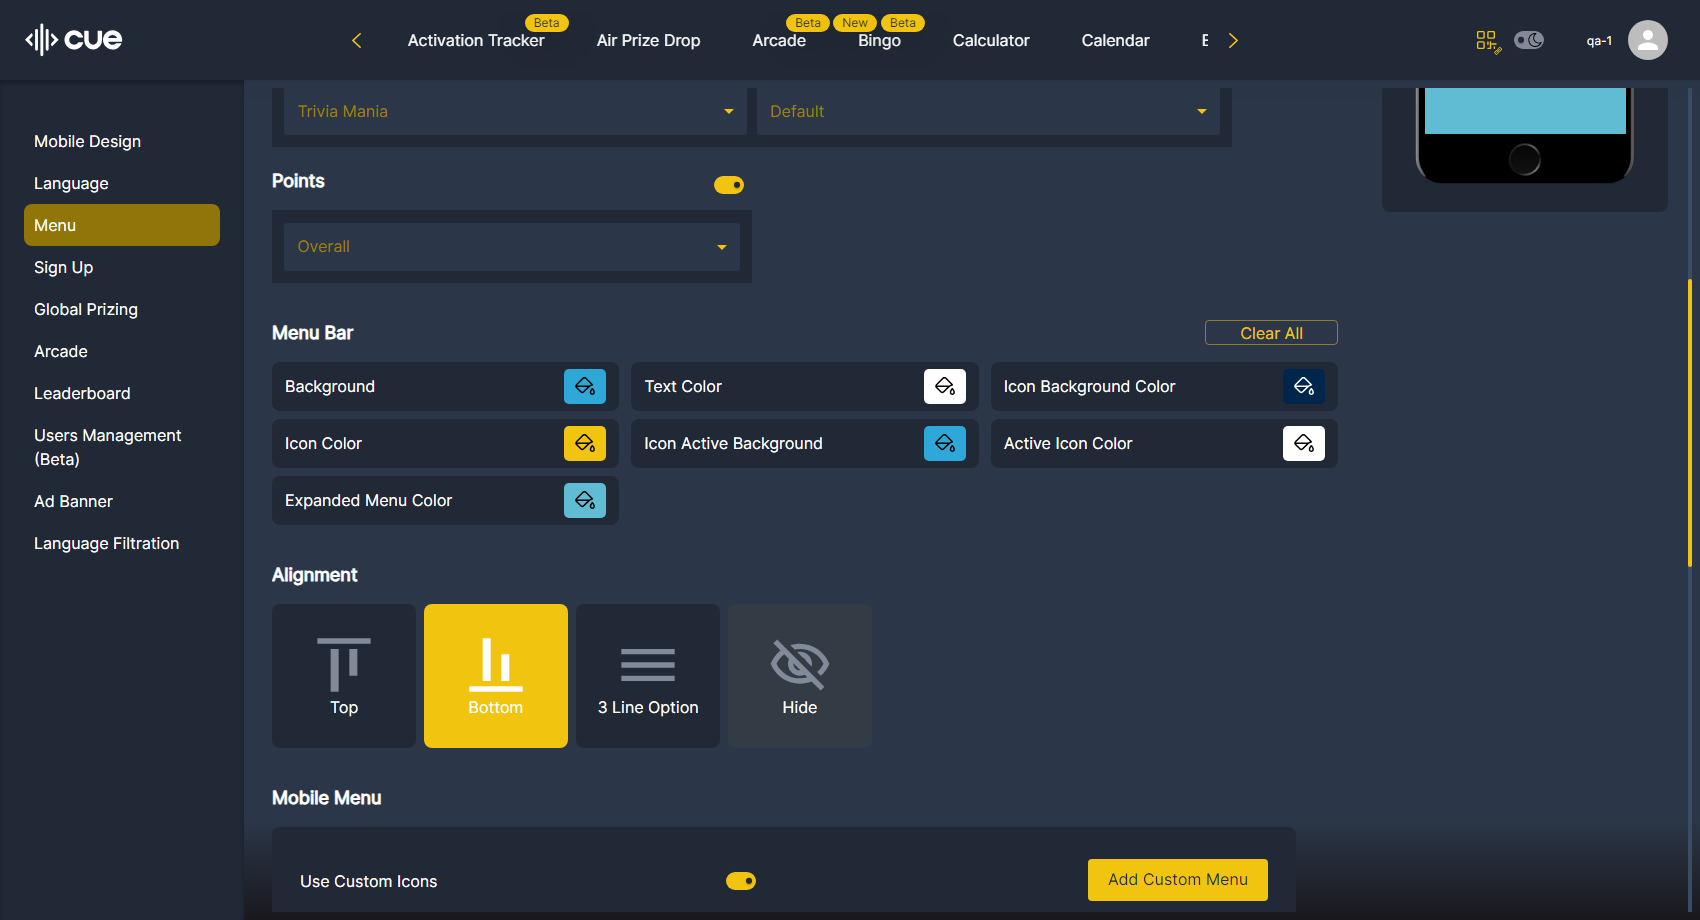 cue
Beta
Beta
New
Beta
Activation Tracker
Air Prize Drop
Arcade
Bingo
Calculator
Calendar
qa-1
Mobile Design
Language
Menu
Sign Up
Global Prizing
Arcade
Leaderboard
Users Management
(Beta)
Ad Banner
Language Filtration
Trivia Mania
Default
Points
Overall
Menu Bar
Clear All
Background
Text Color
Icon Background Color
Icon Color
Icon Active Background
Active Icon Color
Expanded Menu Color
Alignment
Top
Bottom
3 Line Option
Hide
Mobile Menu
Use Custom Icons
Add Custom Menu